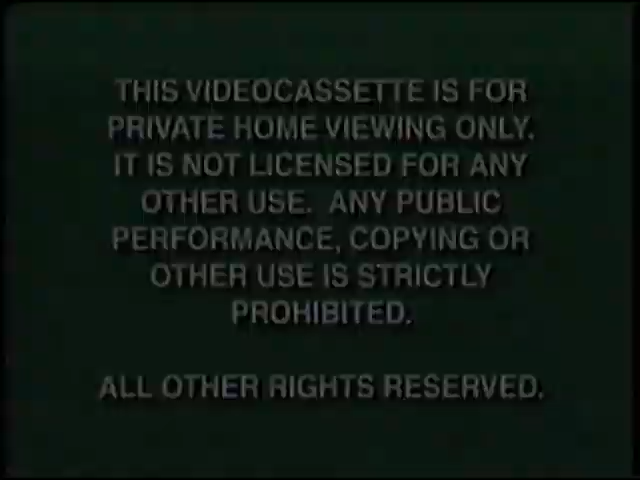 THIS VIDEOCASSETTE IS FOR
PRIVATE HOME VIEWING ONLY.
IT IS NOT LICENSED FOR ANY
OTHER USE. ANY PUBLIC
PERFORMANCE, COPYING OR
OTHER USE IS STRICTLY
PROHIBITED.
ALL OTHER RIGHTS RESERVED.